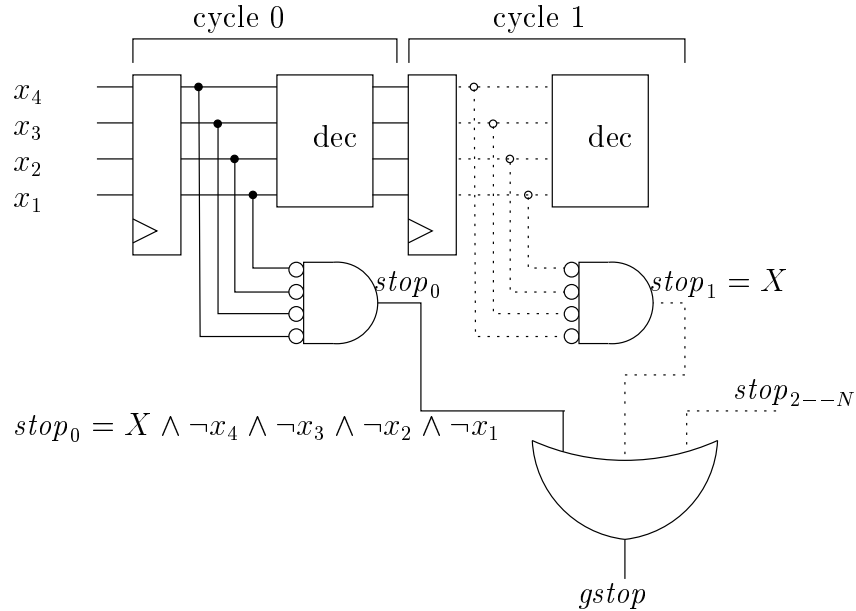 cycle 0 cycle 1
x₄
x₃
x₂
x₁
dec dec
stop₀ stop₁ = X
stop₂₋₋N
stop₀ = X ∧ ¬x₄ ∧ ¬x₃ ∧ ¬x₂ ∧ ¬x₁
gstop